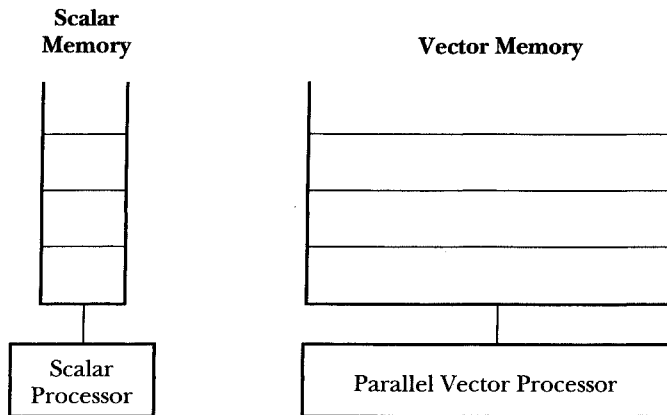 Scalar
Memory
Vector Memory
Scalar
Processor
Parallel Vector Processor